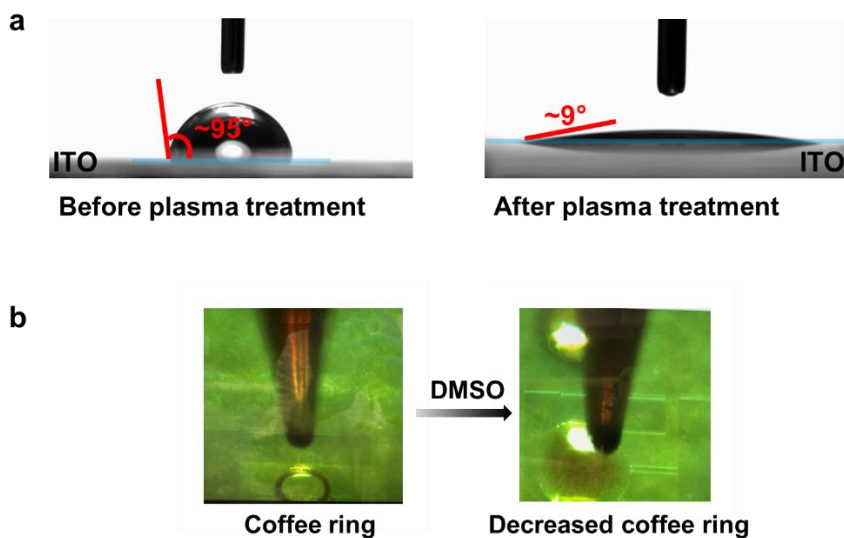 a
~95°
~9°
ITO
ITO
Before plasma treatment
After plasma treatment
b
DMSO
Coffee ring
Decreased coffee ring